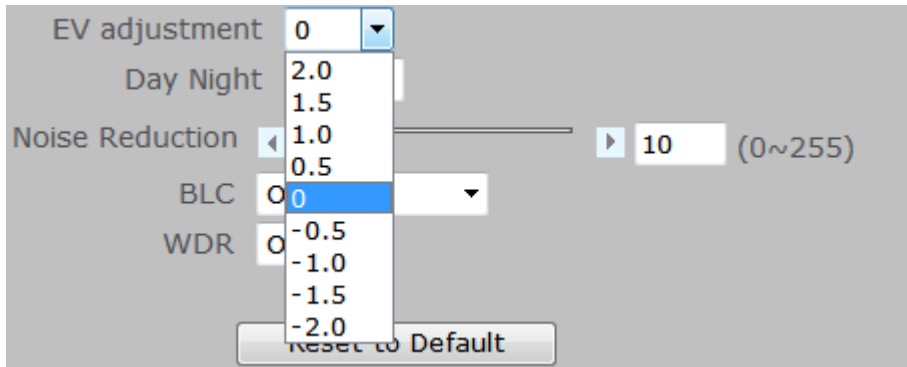 EV adjustment 0
2.0
Day Night
1.5
Noise Reduction 1.0 10 (0~255)
0.5
BLC O 0
-0.5
WDR O
-1.0
-1.5
-2.0
Reset to Default